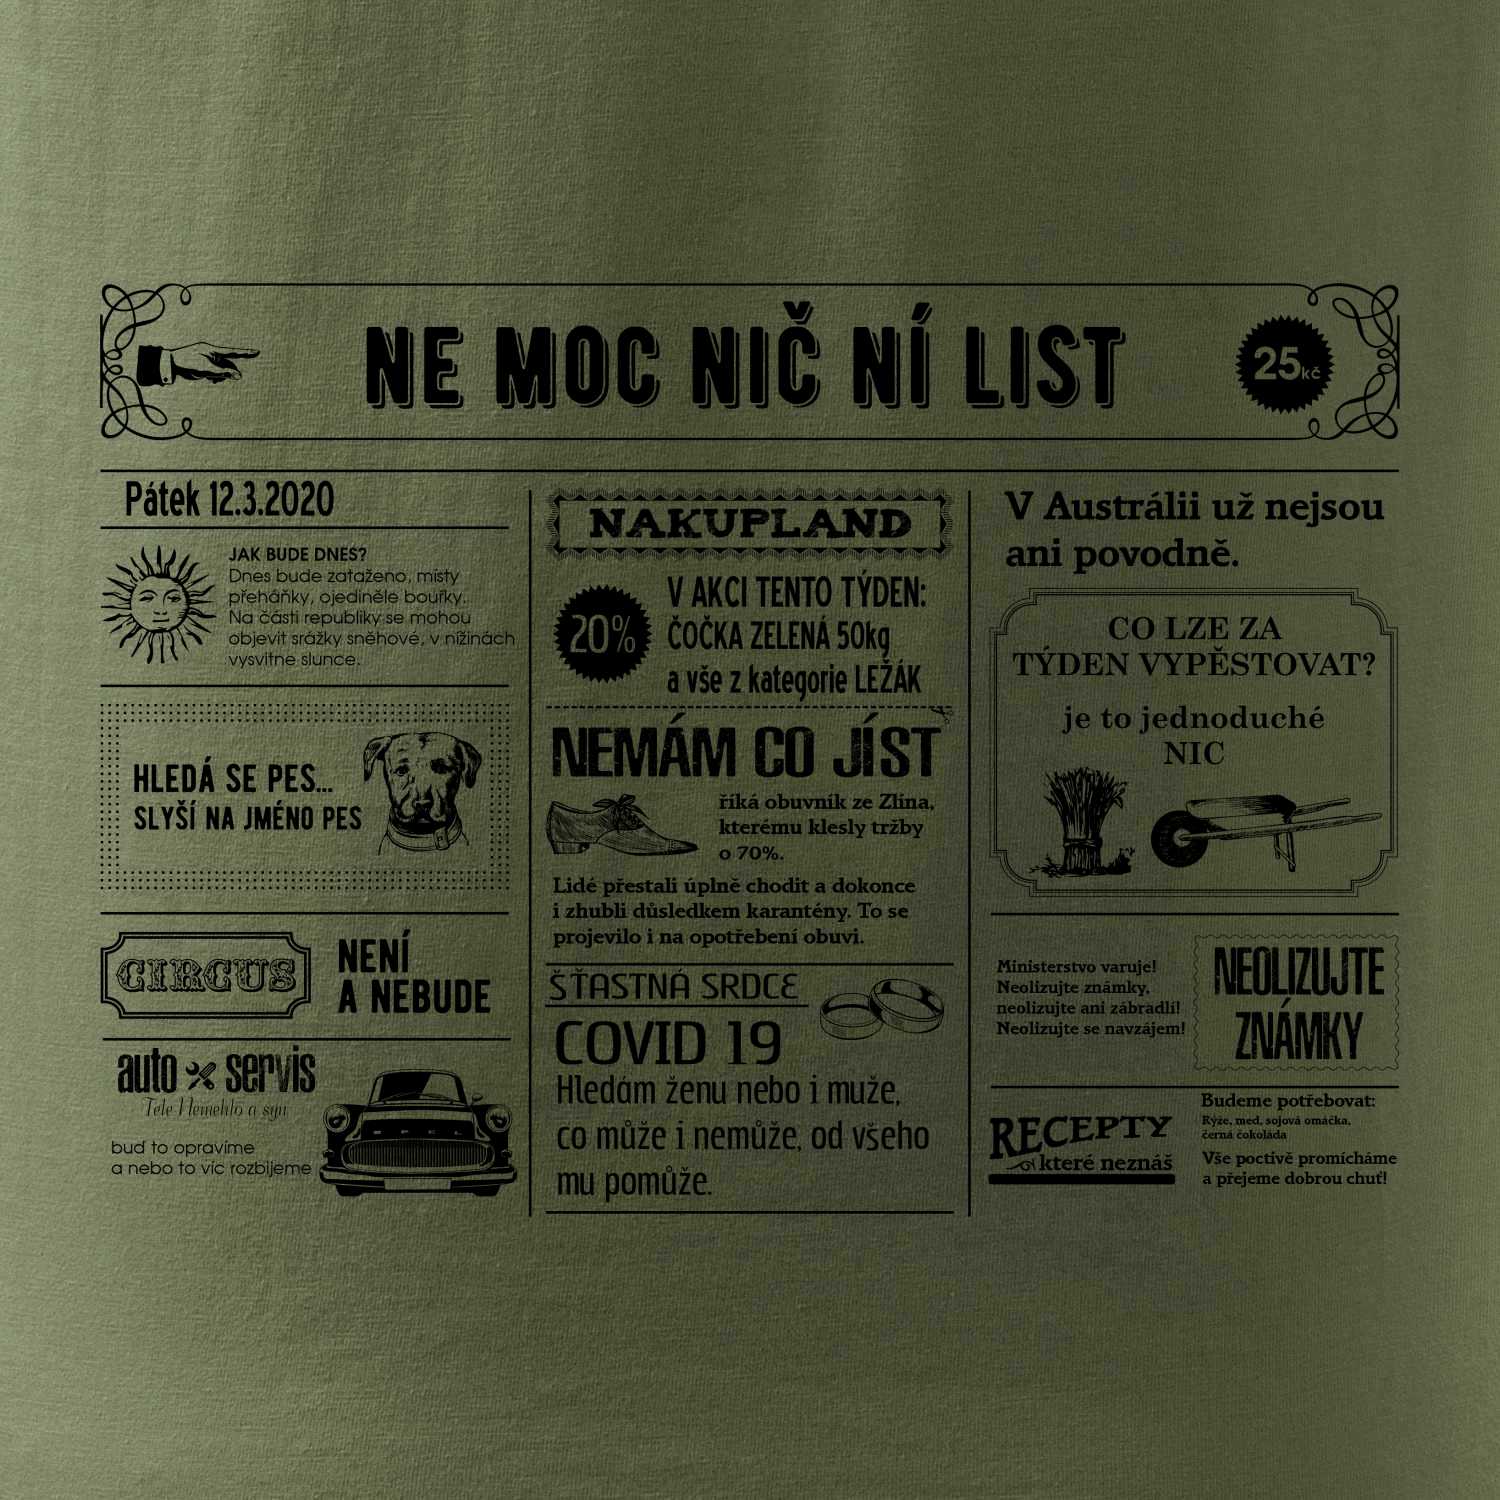 NE MOC NIČ NÍ LIST
25kč
Pátek 12.3.2020
JAK BUDE DNES?
Dnes bude zataženo, místy
přeháňky, ojediněle bouřky.
Na části republiky se mohou
objevit srážky sněhové, v nížinách
vysvitne slunce.
HLEDÁ SE PES...
SLYŠÍ NA JMÉNO PES
CIRCUS
NENÍ
A NEBUDE
auto servis
Tele Nemehlo a syn
buď to opravíme
a nebo to víc rozbijeme
OPEL
NAKUPLAND
20%
V AKCI TENTO TÝDEN:
ČOČKA ZELENÁ 50kg
a vše z kategorie LEŽÁK
NEMÁM CO JÍST
říká obuvník ze Zlína,
kterému klesly tržby
o 70%.
Lidé přestali úplně chodit a dokonce
i zhubli důsledkem karantény. To se
projevilo i na opotřebení obuvi.
ŠŤASTNÁ SRDCE
COVID 19
Hledám ženu nebo i muže,
co může i nemůže, od všeho
mu pomůže.
V Austrálii už nejsou
ani povodně.
CO LZE ZA
TÝDEN VYPĚSTOVAT?
je to jednoduché
NIC
Ministerstvo varuje!
Neolizujte známky,
neolizujte ani zábradlí!
Neolizujte se navzájem!
NEOLIZUJTE
ZNÁMKY
RECEPTY
které neznáš
Budeme potřebovat:
Rýže, med, sojová omáčka,
černá čokoláda
Vše poctivě promícháme
a přejeme dobrou chuť!